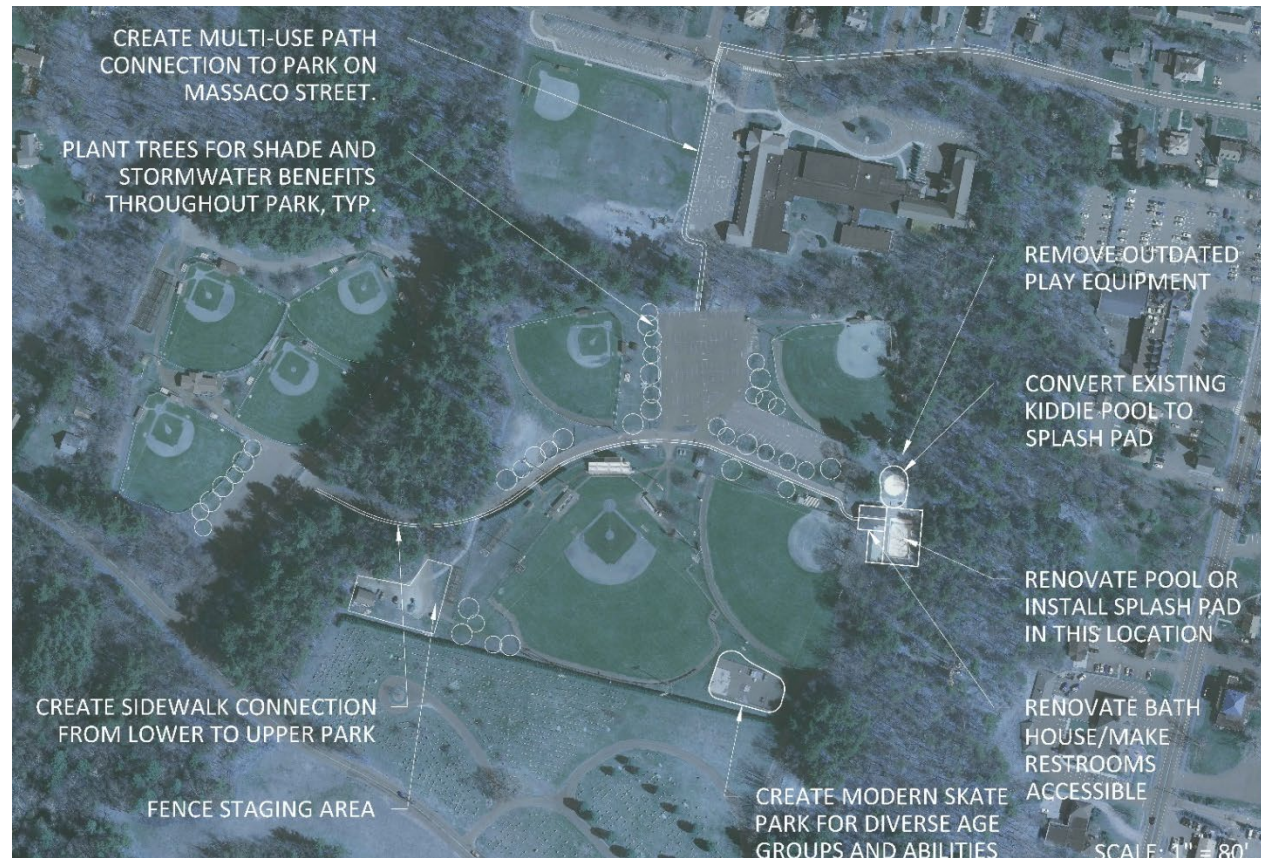 CREATE MULTI-USE PATH
CONNECTION TO PARK ON
MASSACO STREET.
PLANT TREES FOR SHADE AND
STORMWATER BENEFITS
THROUGHOUT PARK, TYP.
REMOVE OUTDATED
PLAY EQUIPMENT
CONVERT EXISTING
KIDDIE POOL TO
SPLASH PAD
RENOVATE POOL OR
INSTALL SPLASH PAD
IN THIS LOCATION
CREATE SIDEWALK CONNECTION
FROM LOWER TO UPPER PARK
FENCE STAGING AREA
RENOVATE BATH
HOUSE/MAKE
RESTROOMS
ACCESSIBLE
CREATE MODERN SKATE
PARK FOR DIVERSE AGE
GROUPS AND ABILITIES
SCALE: 1" = 80'